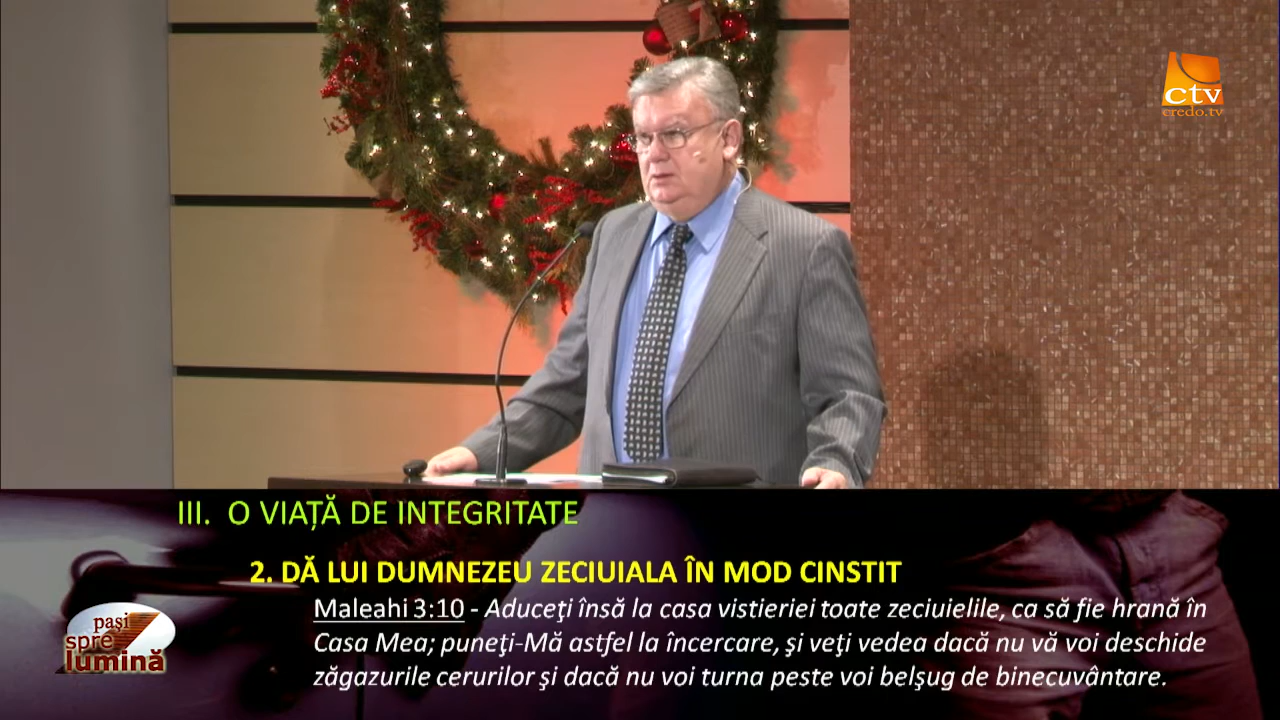 ctv
credo.tv
III. O VIAȚĂ DE INTEGRITATE
2. DĂ LUI DUMNEZEU ZECIUIALA ÎN MOD CINSTIT
Maleahi 3:10 - Aduceţi însă la casa vistieriei toate zeciuielile, ca să fie hrană în
Casa Mea; puneţi-Mă astfel la încercare, şi veţi vedea dacă nu vă voi deschide
zăgazurile cerurilor şi dacă nu voi turna peste voi belşug de binecuvântare.
paşi
spre
lumină